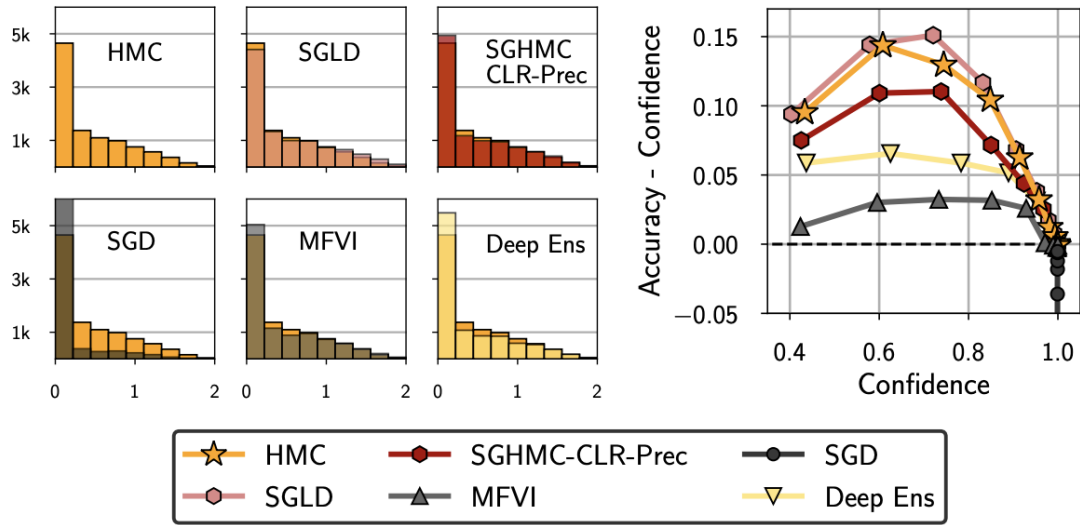 5k
3k
1k
HMC
SGLD
SGHMC
CLR-Prec
5k
3k
1k
SGD
MFVI
Deep Ens
0 1 2
0 1 2
0 1 2
Accuracy - Confidence
0.15
0.10
0.05
0.00
−0.05
0.4 0.6 0.8 1.0
Confidence
HMC SGHMC-CLR-Prec SGD
SGLD MFVI Deep Ens